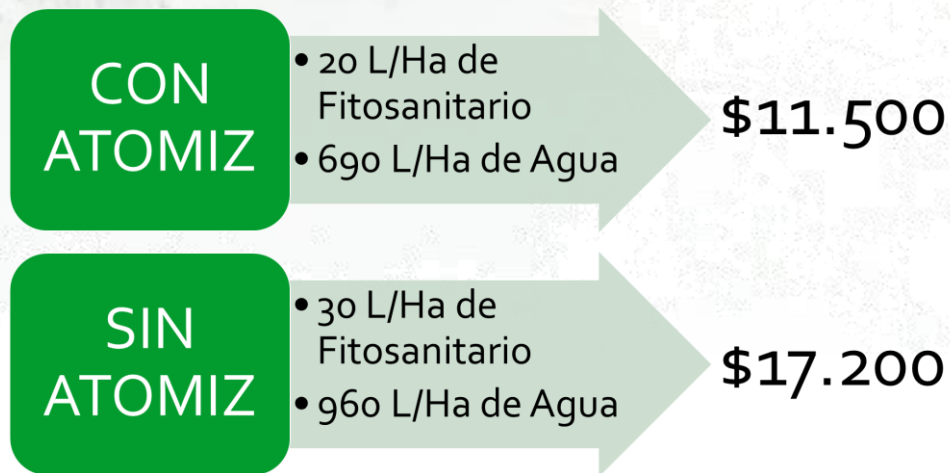 CON
ATOMIZ
• 20 L/Ha de
Fitosanitario
• 690 L/Ha de Agua
$11.500
SIN
ATOMIZ
• 30 L/Ha de
Fitosanitario
• 960 L/Ha de Agua
$17.200